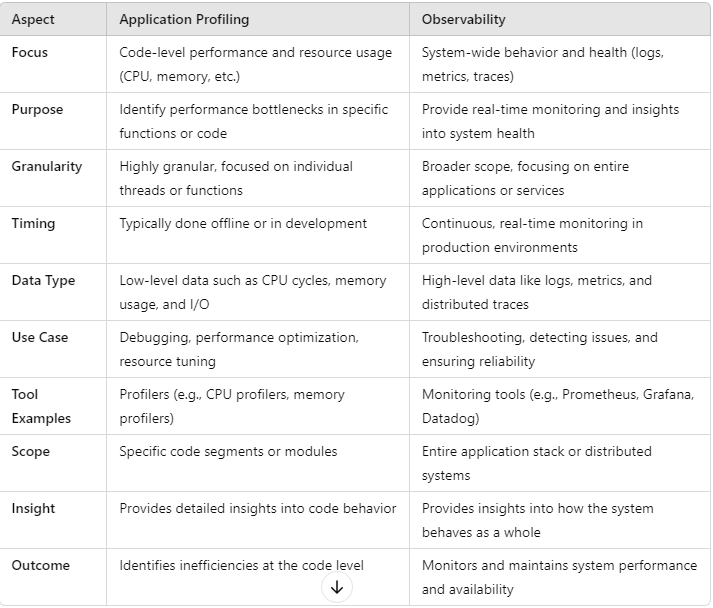 Aspect Application Profiling Observability
Focus Code-level performance and resource usage System-wide behavior and health (logs,
(CPU, memory, etc.) metrics, traces)
Purpose Identify performance bottlenecks in specific Provide real-time monitoring and insights
functions or code into system health
Granularity Highly granular, focused on individual Broader scope, focusing on entire
threads or functions applications or services
Timing Typically done offline or in development Continuous, real-time monitoring in
production environments
Data Type Low-level data such as CPU cycles, memory High-level data like logs, metrics, and
usage, and I/O distributed traces
Use Case Debugging, performance optimization, Troubleshooting, detecting issues, and
resource tuning ensuring reliability
Tool Profilers (e.g., CPU profilers, memory Monitoring tools (e.g., Prometheus, Grafana,
Examples profilers) Datadog)
Scope Specific code segments or modules Entire application stack or distributed
systems
Insight Provides detailed insights into code behavior Provides insights into how the system
behaves as a whole
Outcome Identifies inefficiencies at the code level Monitors and maintains system performance
and availability